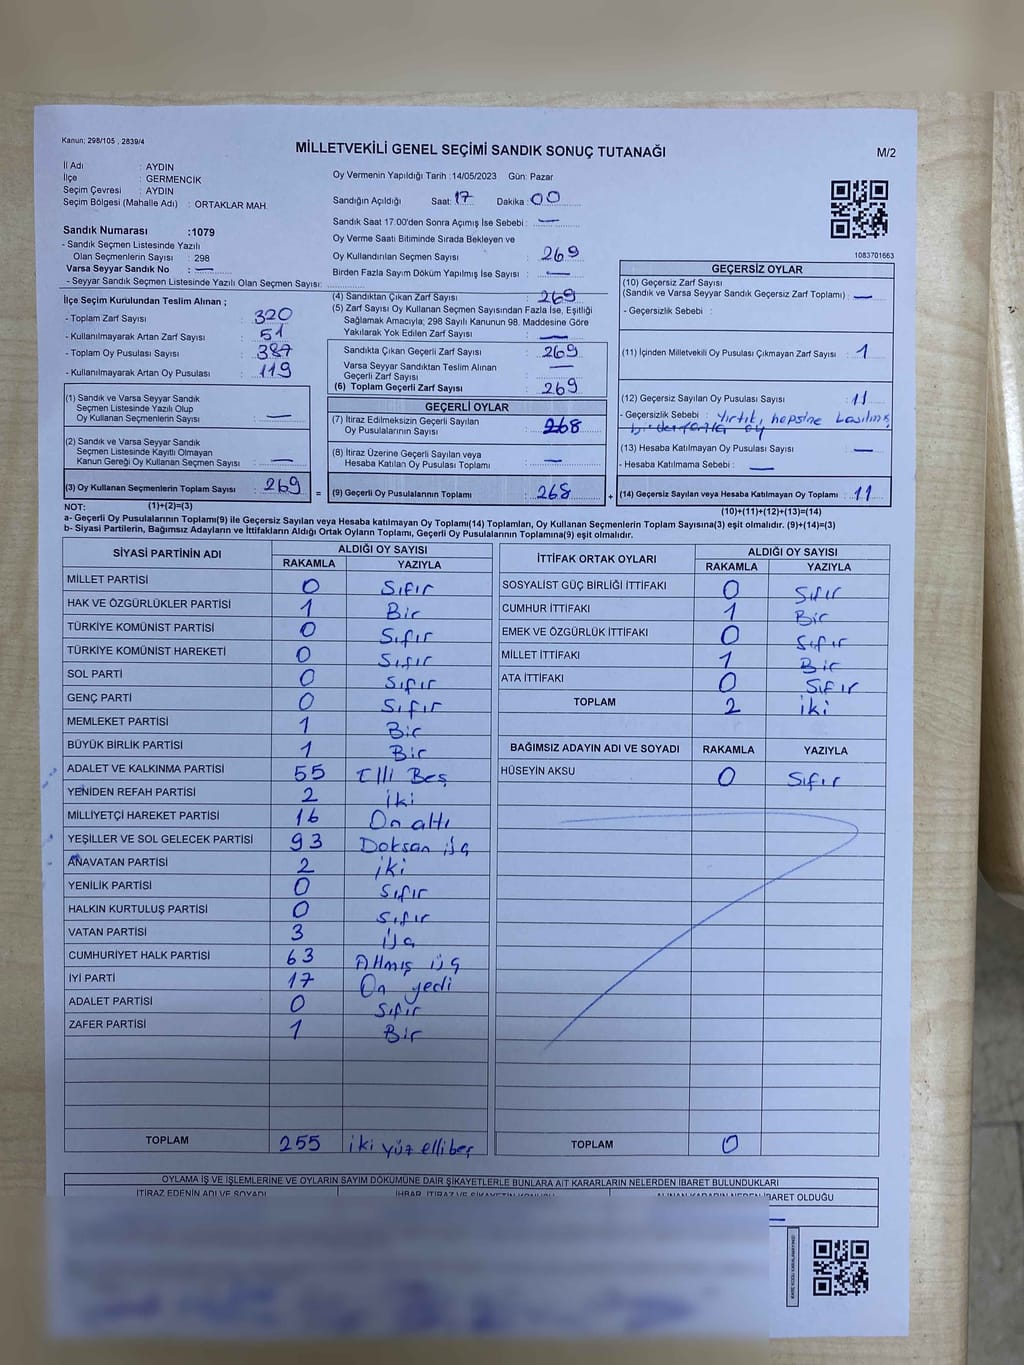 Kanun: 298/105 , 2839/4
MİLLETVEKİLİ GENEL SEÇİMİ SANDIK SONUÇ TUTANAĞI
M/2
İl Adı : AYDIN
İlçe : GERMENCİK
Seçim Çevresi : AYDIN
Seçim Bölgesi (Mahalle Adı) : ORTAKLAR MAH.
Oy Vermenin Yapıldığı Tarih :14/05/2023 Gün: Pazar
Sandığın Açıldığı Saat: 17 Dakika : 00
Sandık Saat 17:00'den Sonra Açımış İse Sebebi : —
Sandık Numarası :1079
- Sandık Seçmen Listesinde Yazılı
Olan Seçmenlerin Sayısı : 298
Varsa Seyyar Sandık No : —
- Seyyar Sandık Seçmen Listesinde Yazılı Olan Seçmen Sayısı:
Oy Verme Saati Bitiminde Sırada Bekleyen ve
Oy Kullandırılan Seçmen Sayısı : 269
Birden Fazla Sayım Döküm Yapılmış İse Sayısı : —
1083701663
İlçe Seçim Kurulundan Teslim Alınan ;
- Toplam Zarf Sayısı : 320
- Kullanılmayarak Artan Zarf Sayısı : 51
- Toplam Oy Pusulası Sayısı : 387
- Kullanılmayarak Artan Oy Pusulası : 119
(4) Sandıktan Çıkan Zarf Sayısı : 269
(5) Zarf Sayısı Oy Kullanan Seçmen Sayısından Fazla İse, Eşitliği
Sağlamak Amacıyla; 298 Sayılı Kanunun 98. Maddesine Göre
Yakılarak Yok Edilen Zarf Sayısı : —
Sandıkta Çıkan Geçerli Zarf Sayısı : 269
Varsa Seyyar Sandıktan Teslim Alınan
Geçerli Zarf Sayısı : —
(6) Toplam Geçerli Zarf Sayısı : 269
GEÇERSİZ OYLAR
(10) Geçersiz Zarf Sayısı
(Sandık ve Varsa Seyyar Sandık Geçersiz Zarf Toplamı) : —
- Geçersizlik Sebebi :
(11) İçinden Milletvekili Oy Pusulası Çıkmayan Zarf Sayısı : 1
(12) Geçersiz Sayılan Oy Pusulası Sayısı : 11
- Geçersizlik Sebebi : Yırtık, hepsine basılmış
birden fazla oy
(13) Hesaba Katılmayan Oy Pusulası Sayısı : —
- Hesaba Katılmama Sebebi : —
(14) Geçersiz Sayılan veya Hesaba Katılmayan Oy Toplamı : 11
(1) Sandık ve Varsa Seyyar Sandık
Seçmen Listesinde Yazılı Olup
Oy Kullanan Seçmenlerin Sayısı : —
(2) Sandık ve Varsa Seyyar Sandık
Seçmen Listesinde Kayıtlı Olmayan
Kanun Gereği Oy Kullanan Seçmen Sayısı : —
(3) Oy Kullanan Seçmenlerin Toplam Sayısı : 269
GEÇERLİ OYLAR
(7) İtiraz Edilmeksizin Geçerli Sayılan
Oy Pusulalarının Sayısı : 268
(8) İtiraz Üzerine Geçerli Sayılan veya
Hesaba Katılan Oy Pusulası Toplamı : —
= (9) Geçerli Oy Pusulalarının Toplamı : 268 +
NOT: (1)+(2)=(3) (10)+(11)+(12)+(13)=(14)
a- Geçerli Oy Pusulalarının Toplamı(9) ile Geçersiz Sayılan veya Hesaba katılmayan Oy Toplamı(14) Toplamları, Oy Kullanan Seçmenlerin Toplam Sayısına(3) eşit olmalıdır. (9)+(14)=(3)
b- Siyasi Partilerin, Bağımsız Adayların ve İttifakların Aldığı Ortak Oyların Toplamı, Geçerli Oy Pusulalarının Toplamına(9) eşit olmalıdır.
SİYASİ PARTİNİN ADI ALDIĞI OY SAYISI
RAKAMLA YAZIYLA
MİLLET PARTİSİ 0 Sıfır
HAK VE ÖZGÜRLÜKLER PARTİSİ 1 Bir
TÜRKİYE KOMÜNİST PARTİSİ 0 Sıfır
TÜRKİYE KOMÜNİST HAREKETİ 0 Sıfır
SOL PARTİ 0 Sıfır
GENÇ PARTİ 0 Sıfır
MEMLEKET PARTİSİ 1 Bir
BÜYÜK BİRLİK PARTİSİ 1 Bir
ADALET VE KALKINMA PARTİSİ 55 Elli Beş
YENİDEN REFAH PARTİSİ 2 iki
MİLLİYETÇİ HAREKET PARTİSİ 16 On altı
YEŞİLLER VE SOL GELECEK PARTİSİ 93 Doksan üç
ANAVATAN PARTİSİ 2 iki
YENİLİK PARTİSİ 0 Sıfır
HALKIN KURTULUŞ PARTİSİ 0 Sıfır
VATAN PARTİSİ 3 üç
CUMHURİYET HALK PARTİSİ 63 Altmış üç
İYİ PARTİ 17 On yedi
ADALET PARTİSİ 0 Sıfır
ZAFER PARTİSİ 1 Bir
TOPLAM 255 iki yüz elli beş
İTTİFAK ORTAK OYLARI ALDIĞI OY SAYISI
RAKAMLA YAZIYLA
SOSYALİST GÜÇ BİRLİĞİ İTTİFAKI 0 Sıfır
CUMHUR İTTİFAKI 1 Bir
EMEK VE ÖZGÜRLÜK İTTİFAKI 0 Sıfır
MİLLET İTTİFAKI 1 Bir
ATA İTTİFAKI 0 Sıfır
TOPLAM 2 iki
BAĞIMSIZ ADAYIN ADI VE SOYADI RAKAMLA YAZIYLA
HÜSEYİN AKSU 0 Sıfır
TOPLAM 0
OYLAMA İŞ VE İŞLEMLERİNE VE OYLARIN SAYIM DÖKÜMÜNE DAİR ŞİKAYETLERLE BUNLARA AİT KARARLARIN NELERDEN İBARET BULUNDUKLARI
İTİRAZ EDENİN ADI VE SOYADI İHBAR, İTİRAZ VE ŞİKAYETİN KONUSU ALINAN KARARIN NEDEN İBARET OLDUĞU
—